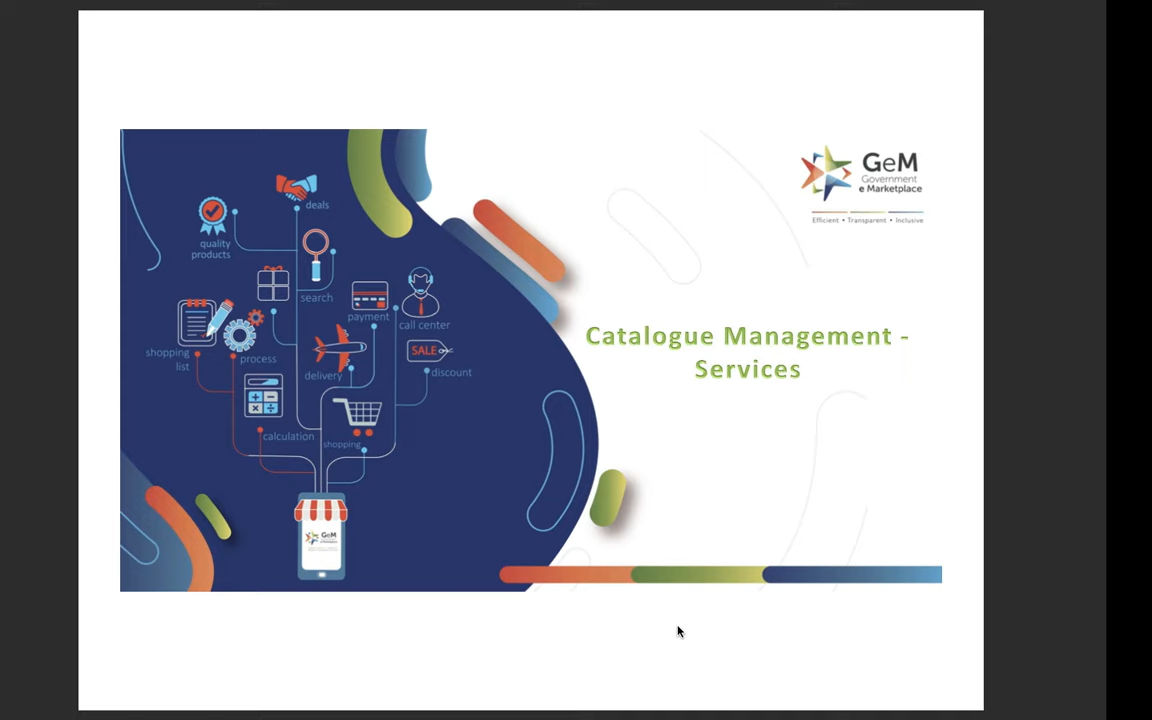 GeM
Government
e Marketplace
Efficient • Transparent • Inclusive
Catalogue Management -
Services
deals
quality
products
search
payment
call center
shopping
list
process
delivery
SALE
discount
calculation
shopping
GeM